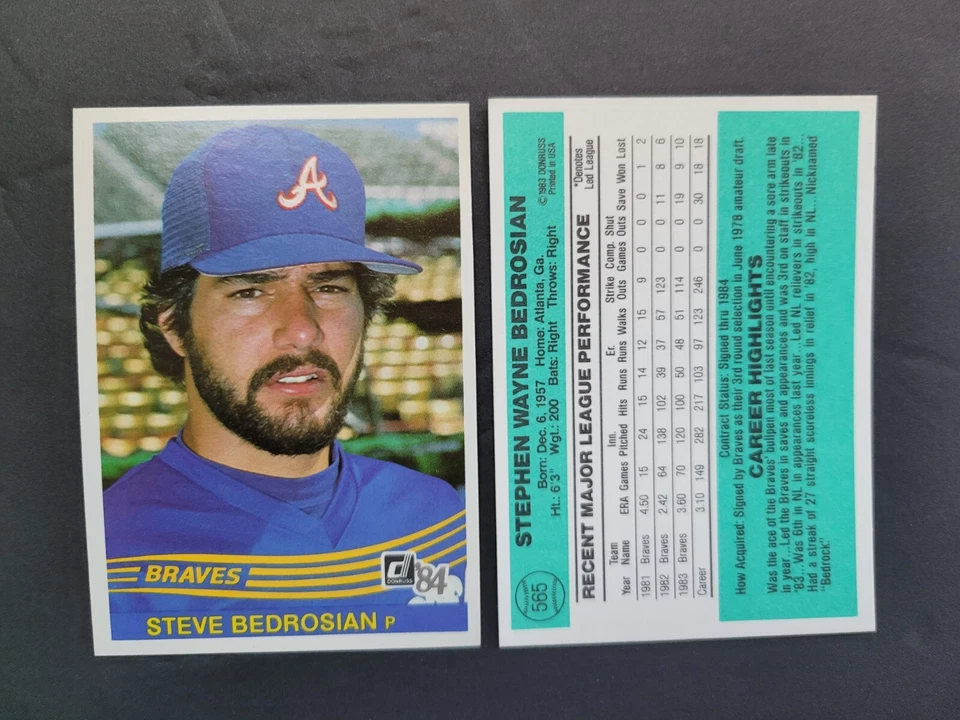 A
BRAVES
DONRUSS
'84
STEVE BEDROSIAN P
565
STEPHEN WAYNE BEDROSIAN
© 1983 DONRUSS
Printed in USA
Born: Dec. 6, 1957 Home: Atlanta, Ga.
Ht.: 6'3" Wgt.: 200 Bats: Right Throws: Right
RECENT MAJOR LEAGUE PERFORMANCE
*Denotes
Led League
Team Inn. Er. Strike Comp. Shut
Year Name ERA Games Pitched Hits Runs Runs Walks Outs Games Outs Save Won Lost
1981 Braves 4.50 15 24 15 14 12 15 9 0 0 0 1 2
1982 Braves 2.42 64 138 102 39 37 57 123 0 0 11 8 6
1983 Braves 3.60 70 120 100 50 48 51 114 0 0 19 9 10
Career 3.10 149 282 217 103 97 123 246 0 0 30 18 18
Contract Status: Signed thru 1984
How Acquired: Signed by Braves as their 3rd round selection in June 1978 amateur draft.
CAREER HIGHLIGHTS
Was the ace of the Braves' bullpen most of last season until encountering a sore arm late
in year...Led the Braves in saves and appearances and was 3rd on staff in strikeouts in
'83...Was 6th in NL in appearances last year...Led NL relievers in strikeouts in '82...
Had a streak of 27 straight scoreless innings in relief in '82, high in NL...Nicknamed
"Bedrock."